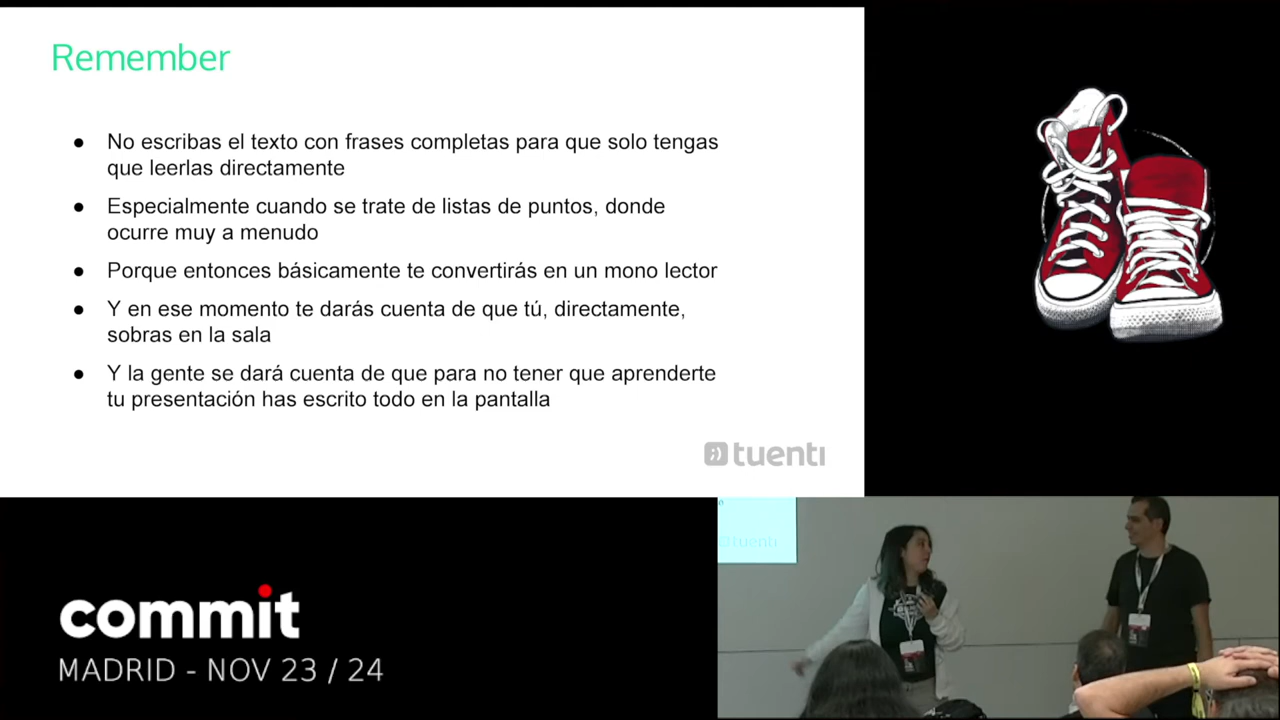 Remember
● No escribas el texto con frases completas para que solo tengas
que leerlas directamente
● Especialmente cuando se trate de listas de puntos, donde
ocurre muy a menudo
● Porque entonces básicamente te convertirás en un mono lector
● Y en ese momento te darás cuenta de que tú, directamente,
sobras en la sala
● Y la gente se dará cuenta de que para no tener que aprenderte
tu presentación has escrito todo en la pantalla
tuenti
commit
MADRID - NOV 23 / 24
tuenti